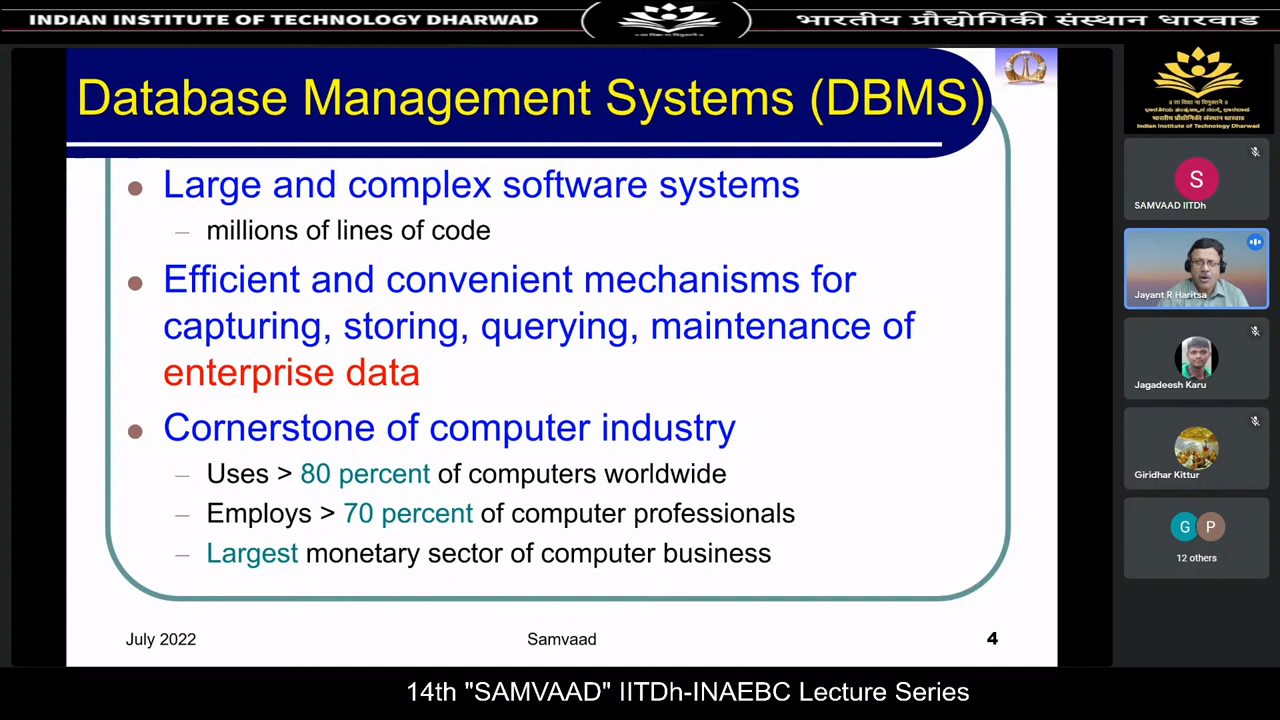 INDIAN INSTITUTE OF TECHNOLOGY DHARWAD
भारतीय प्रौद्योगिकी संस्थान धारवाड
Database Management Systems (DBMS)
• Large and complex software systems
– millions of lines of code
• Efficient and convenient mechanisms for
capturing, storing, querying, maintenance of
enterprise data
• Cornerstone of computer industry
– Uses > 80 percent of computers worldwide
– Employs > 70 percent of computer professionals
– Largest monetary sector of computer business
July 2022
Samvaad
4
भारतीय प्रौद्योगिकी संस्थान धारवाड
Indian Institute of Technology Dharwad
S
SAMVAAD IITDh
Jayant R Haritsa
Jagadeesh Karu
Giridhar Kittur
G
P
12 others
14th "SAMVAAD" IITDh-INAEBC Lecture Series